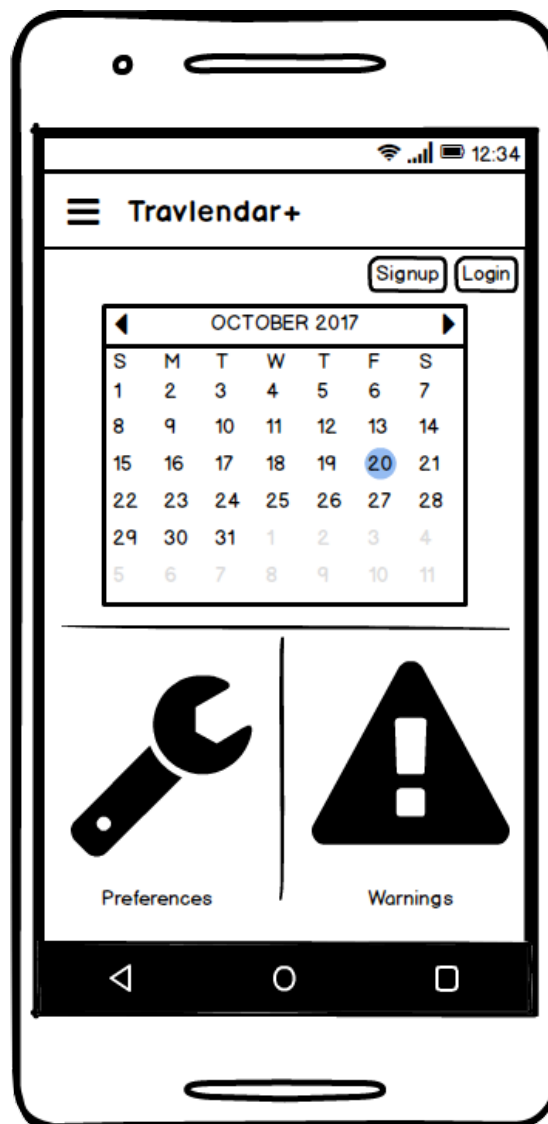 12:34
Travlendar+
Signup Login
OCTOBER 2017
S M T W T F S
1 2 3 4 5 6 7
8 9 10 11 12 13 14
15 16 17 18 19 20 21
22 23 24 25 26 27 28
29 30 31 1 2 3 4
5 6 7 8 9 10 11
Preferences Warnings